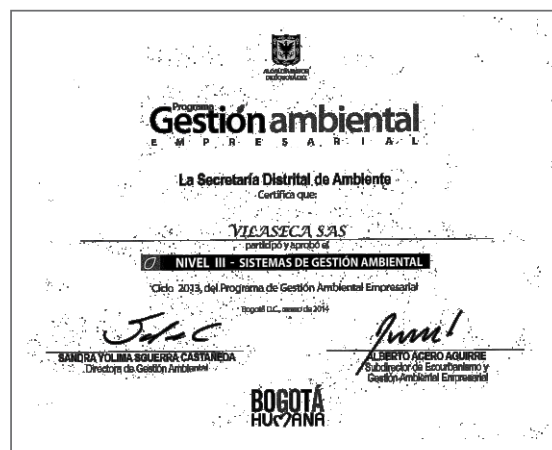 Programa
Gestión ambiental
EMPRESARIAL
La Secretaría Distrital de Ambiente
Certifica que:
VILASECA SAS
participó y aprobó el
NIVEL III - SISTEMAS DE GESTIÓN AMBIENTAL
Ciclo 2013, del Programa de Gestión Ambiental Empresarial
Bogotá D.C., marzo de 2014
SANDRA YOLIMA SGUERRA CASTAÑEDA
Directora de Gestión Ambiental
ALBERTO ACERO AGUIRRE
Subdirector de Ecourbanismo y
Gestión Ambiental Empresarial
BOGOTÁ
HUMANA